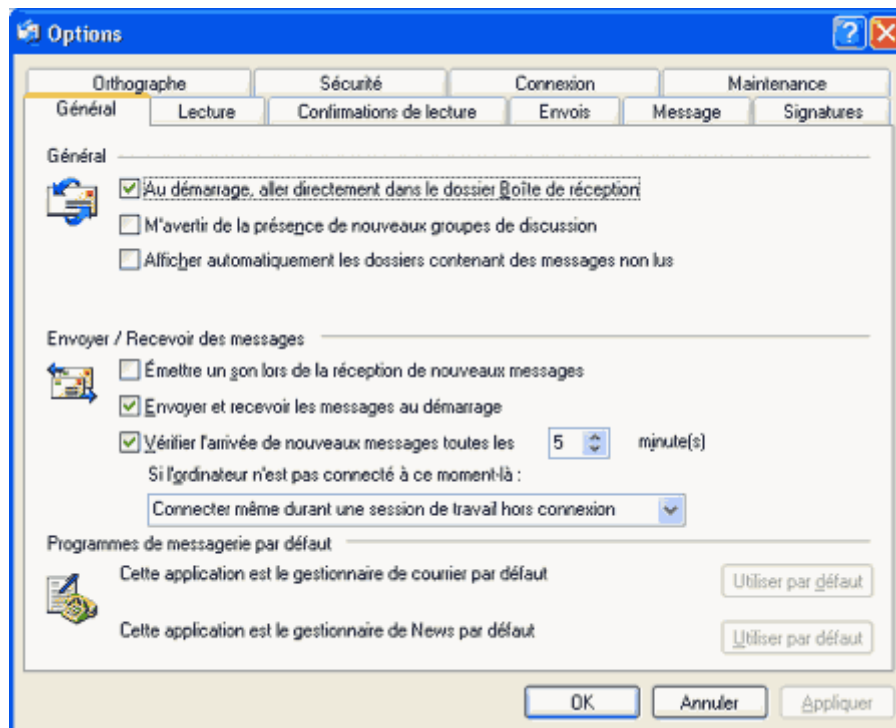 Options
Orthographe Sécurité Connexion Maintenance
Général Lecture Confirmations de lecture Envois Message Signatures
Général
Au démarrage, aller directement dans le dossier Boîte de réception
M'avertir de la présence de nouveaux groupes de discussion
Afficher automatiquement les dossiers contenant des messages non lus
Envoyer / Recevoir des messages
Émettre un son lors de la réception de nouveaux messages
Envoyer et recevoir les messages au démarrage
Vérifier l'arrivée de nouveaux messages toutes les 5 minute(s)
Si l'ordinateur n'est pas connecté à ce moment-là :
Connecter même durant une session de travail hors connexion
Programmes de messagerie par défaut
Cette application est le gestionnaire de courrier par défaut Utiliser par défaut
Cette application est le gestionnaire de News par défaut Utiliser par défaut
OK Annuler Appliquer